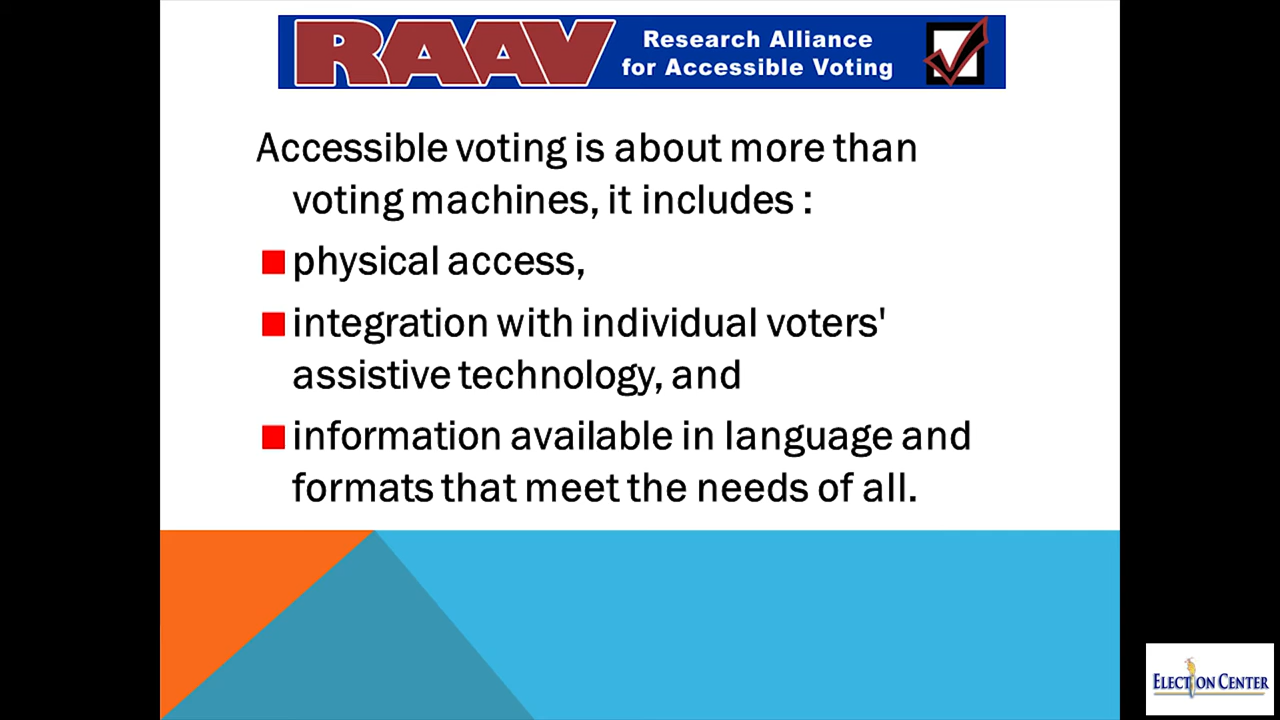 RAAV
Research Alliance
for Accessible Voting
Accessible voting is about more than
voting machines, it includes :
physical access,
integration with individual voters'
assistive technology, and
information available in language and
formats that meet the needs of all.
ELECTION CENTER